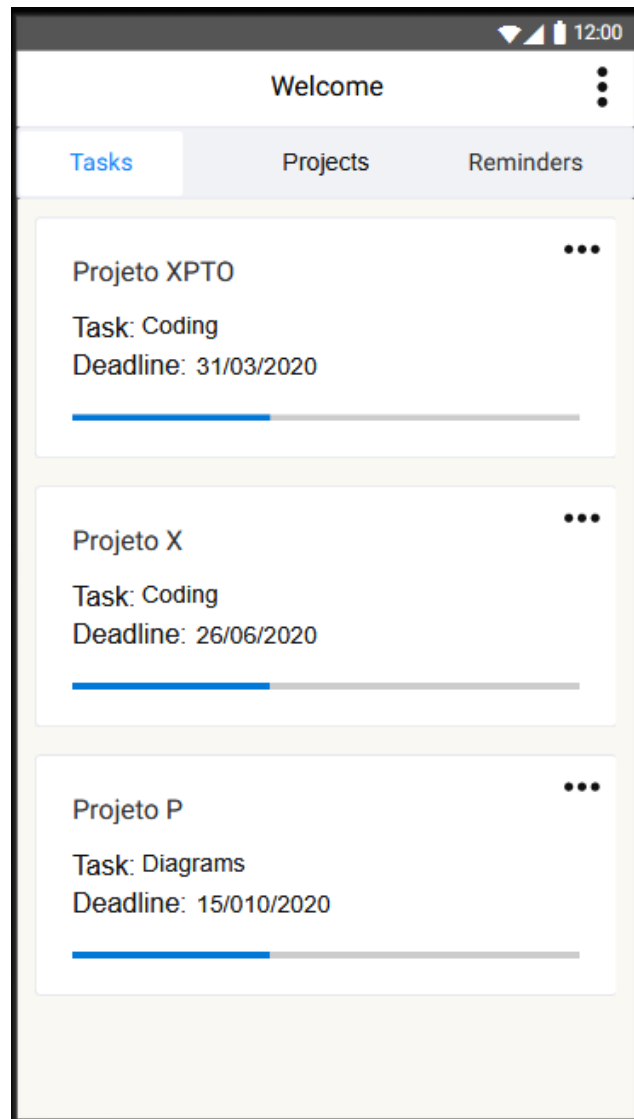 12:00
Welcome
Tasks Projects Reminders
Projeto XPTO
Task: Coding
Deadline: 31/03/2020
Projeto X
Task: Coding
Deadline: 26/06/2020
Projeto P
Task: Diagrams
Deadline: 15/010/2020